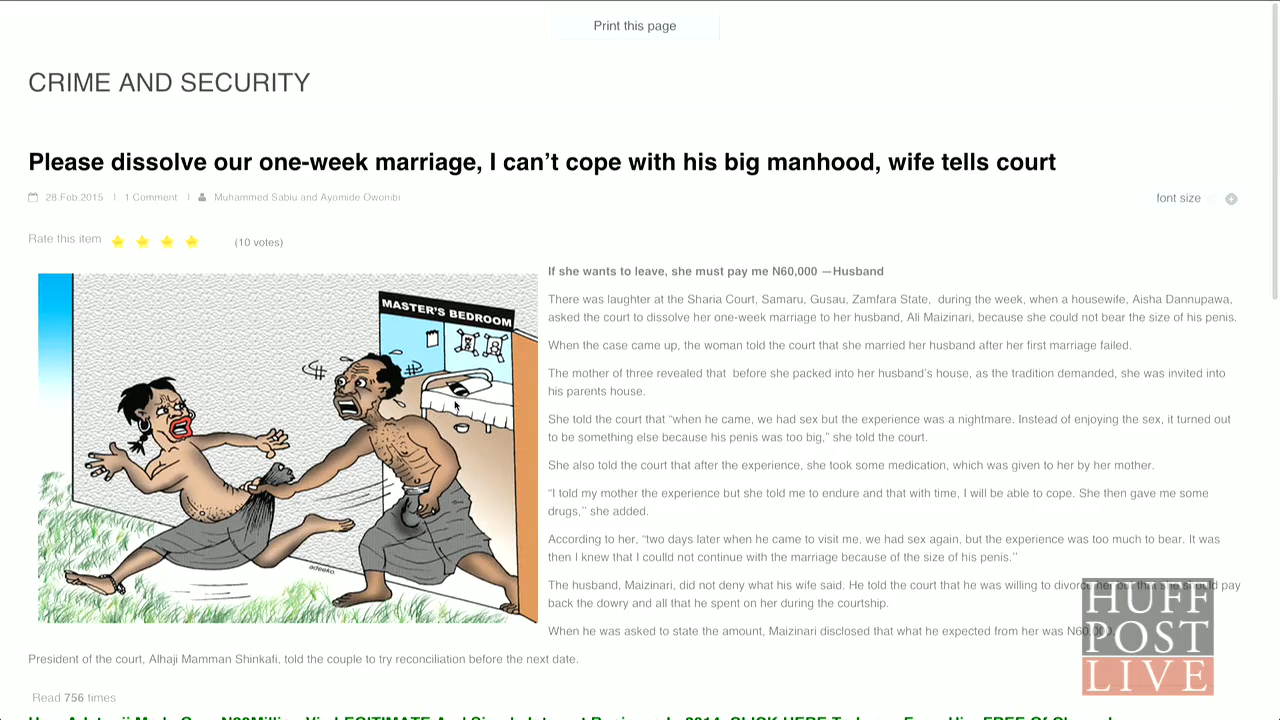 Print this page
CRIME AND SECURITY
Please dissolve our one-week marriage, I can't cope with his big manhood, wife tells court
28.Feb.2015 | 1 Comment | Muhammed Sabiu and Ayomide Owonibi
font size
Rate this item
(10 votes)
MASTER'S BEDROOM
adeeko.
If she wants to leave, she must pay me N60,000 —Husband
There was laughter at the Sharia Court, Samaru, Gusau, Zamfara State, during the week, when a Aisha Dannupawa,
asked the court to dissolve her one-week marriage to her husband, Ali Maizinari, because she could not bear the size of his penis.
When the case came up, the woman told the court that she married her husband after her first marriage failed.
The mother of three revealed that before she packed into her husband's house, as the tradition demanded, she was invited into
his parents house.
She told the court that "when he came, we had sex but the experience was a nightmare. Instead of enjoying the sex, it turned out
to be something else because his penis was too big," she told the court.
She also told the court that after the experience, she took some medication, which was given to her by her mother.
"I told my mother the experience but she told me to endure and that with time, I will be able to cope. She then gave me some
drugs," she added.
According to her, "two days later when he came to visit me, we had sex again, but the experience was too much to bear. It was
then I knew that I coulld not continue with the marriage because of the size of his penis."
The husband, Maizinari, did not deny what his wife said. He told the court that he was willing to divorce her but that she should pay
back the dowry and all that he spent on her during the courtship.
When he was asked to state the amount, Maizinari disclosed that what he expected from her was N60,000.
President of the court, Alhaji Mamman Shinkafi, told the couple to try reconciliation before the next date.
Read 756 times
HUFF
POST
LIVE